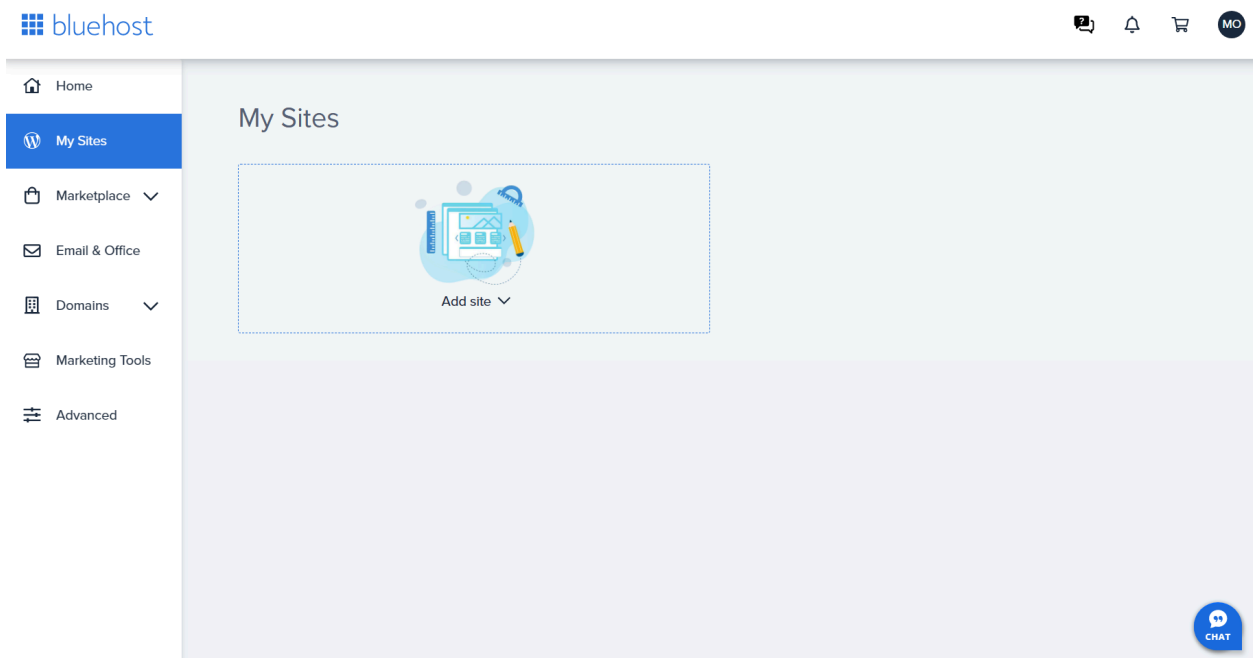 bluehost
MO
Home
My Sites
Marketplace
Email & Office
Domains
Marketing Tools
Advanced
My Sites
Add site
CHAT